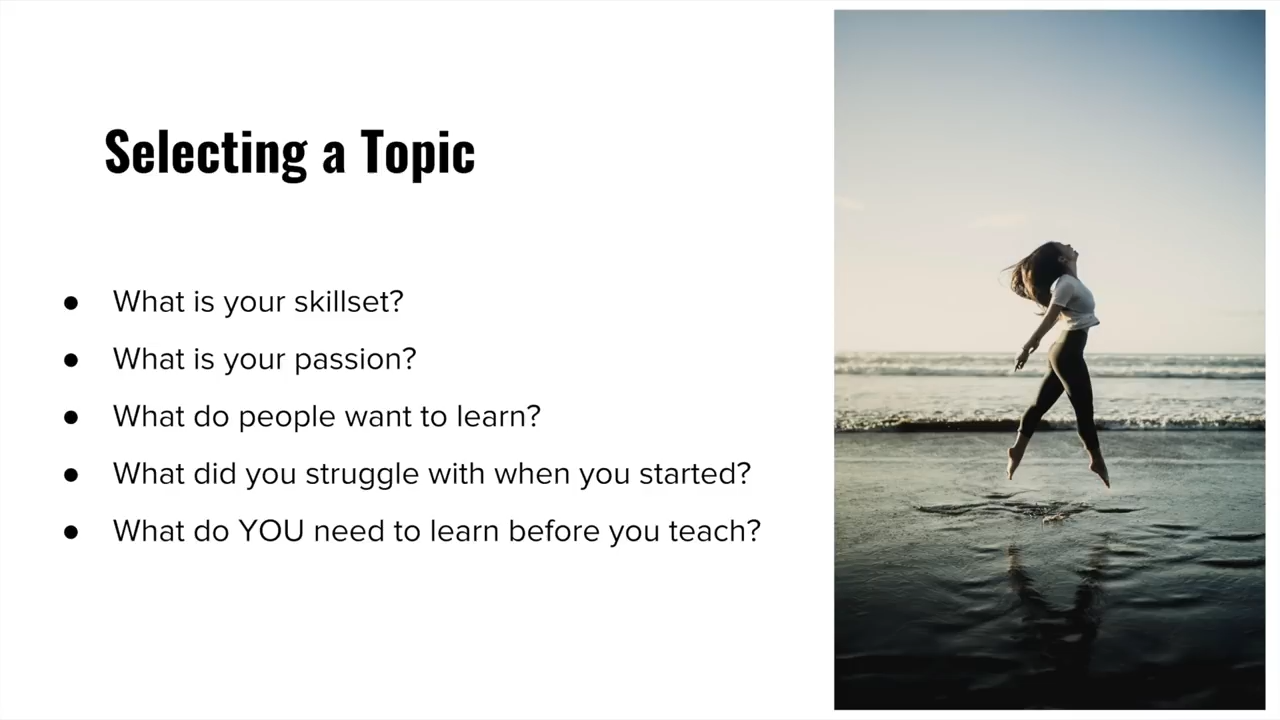 Selecting a Topic
● What is your skillset?
● What is your passion?
● What do people want to learn?
● What did you struggle with when you started?
● What do YOU need to learn before you teach?